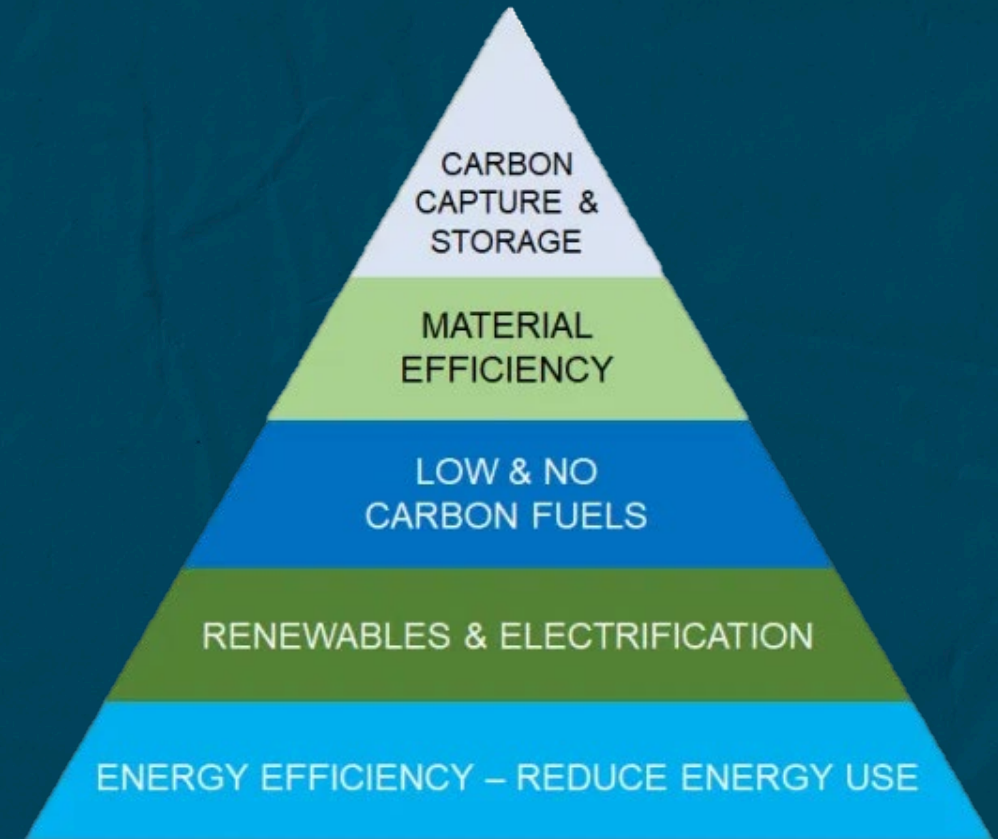 CARBON
CAPTURE &
STORAGE
MATERIAL
EFFICIENCY
LOW & NO
CARBON FUELS
RENEWABLES & ELECTRIFICATION
ENERGY EFFICIENCY – REDUCE ENERGY USE